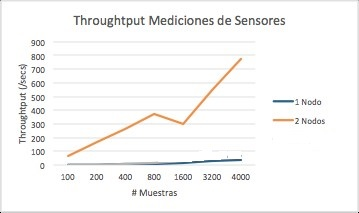 Throughtput Mediciones de Sensores
Throughtput (/secs)
900
800
700
600
500
400
300
200
100
0
100 200 400 800 1600 3200 4000
# Muestras
1 Nodo
2 Nodos